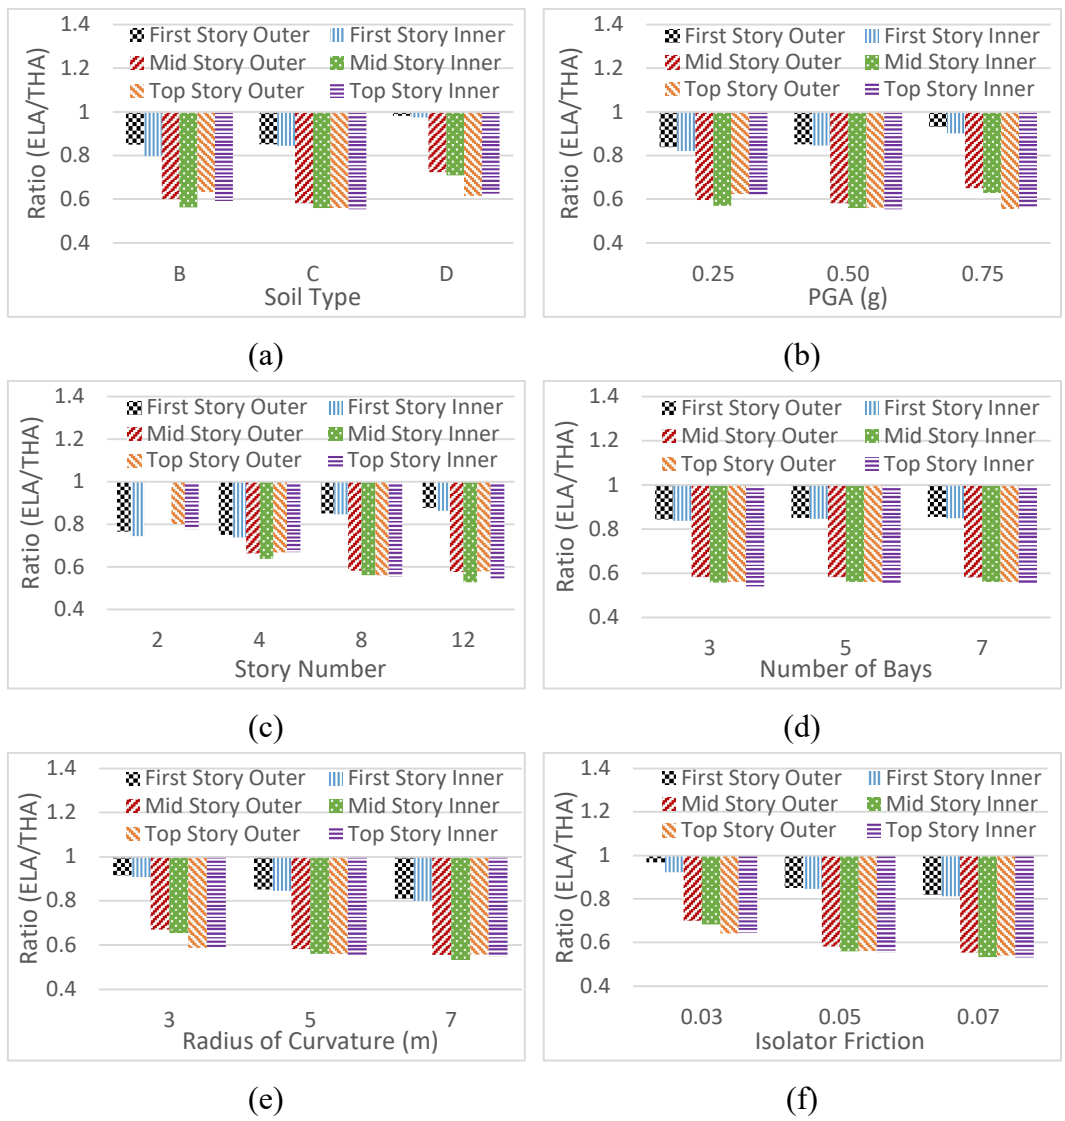 1.4
1.2
1
0.8
0.6
0.4
Ratio (ELA/THA)
First Story Outer
First Story Inner
Mid Story Outer
Mid Story Inner
Top Story Outer
Top Story Inner
B C D
Soil Type
(a)
1.4
1.2
1
0.8
0.6
0.4
Ratio (ELA/THA)
First Story Outer
First Story Inner
Mid Story Outer
Mid Story Inner
Top Story Outer
Top Story Inner
0.25 0.50 0.75
PGA (g)
(b)
1.4
1.2
1
0.8
0.6
0.4
Ratio (ELA/THA)
First Story Outer
First Story Inner
Mid Story Outer
Mid Story Inner
Top Story Outer
Top Story Inner
2 4 8 12
Story Number
(c)
1.4
1.2
1
0.8
0.6
0.4
Ratio (ELA/THA)
First Story Outer
First Story Inner
Mid Story Outer
Mid Story Inner
Top Story Outer
Top Story Inner
3 5 7
Number of Bays
(d)
1.4
1.2
1
0.8
0.6
0.4
Ratio (ELA/THA)
First Story Outer
First Story Inner
Mid Story Outer
Mid Story Inner
Top Story Outer
Top Story Inner
3 5 7
Radius of Curvature (m)
(e)
1.4
1.2
1
0.8
0.6
0.4
Ratio (ELA/THA)
First Story Outer
First Story Inner
Mid Story Outer
Mid Story Inner
Top Story Outer
Top Story Inner
0.03 0.05 0.07
Isolator Friction
(f)